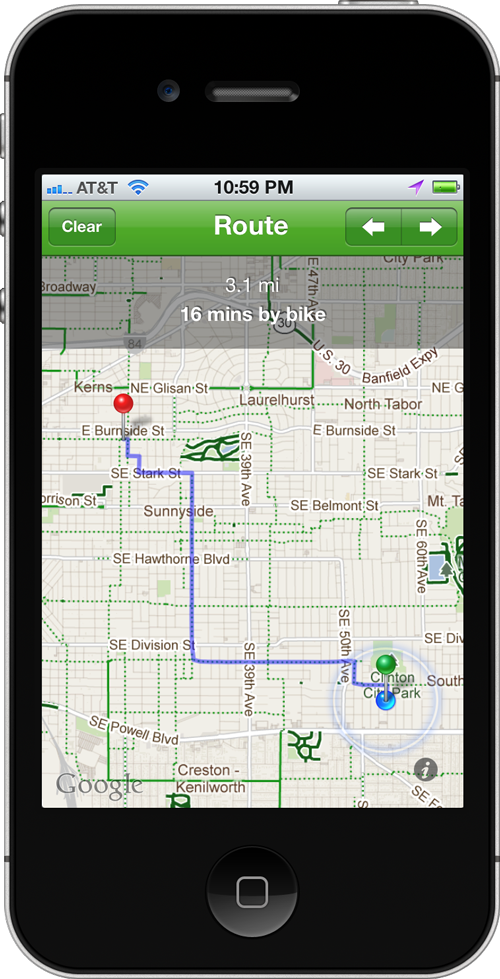 AT&T 10:59 PM
Clear Route
City Park
Broadway
SE 47th A
3.1 mi
16 mins by bike
30
84
U.S. 30
Banfield Expy
Kerns
NE Glisan St
NE G
Laurelhurst
North Tabor
E Burnside St
E Burnside St
SE 39th Ave
SE Stark St
SE Stark St
orrison St
Sunnyside
SE Belmont St
Mt. Ta
SE 60th Ave
SE Hawthorne Blvd
SE 50th Ave
SE Division St
SE Div
SE 39th Ave
Clinton
City Park
South
SE Powell Blvd
Creston -
Kenilworth
SE Fo
Google
i